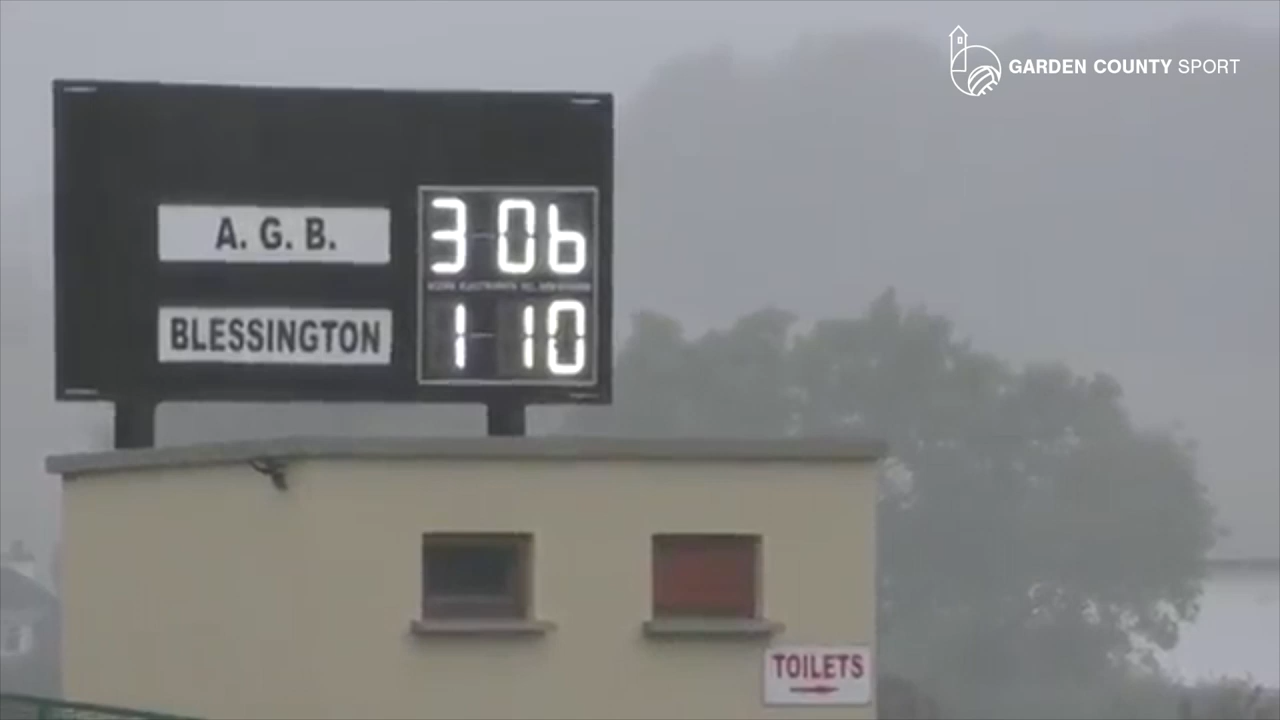 GARDEN COUNTY SPORT
A. G. B. 3 06
BLESSINGTON 1 10
TOILETS